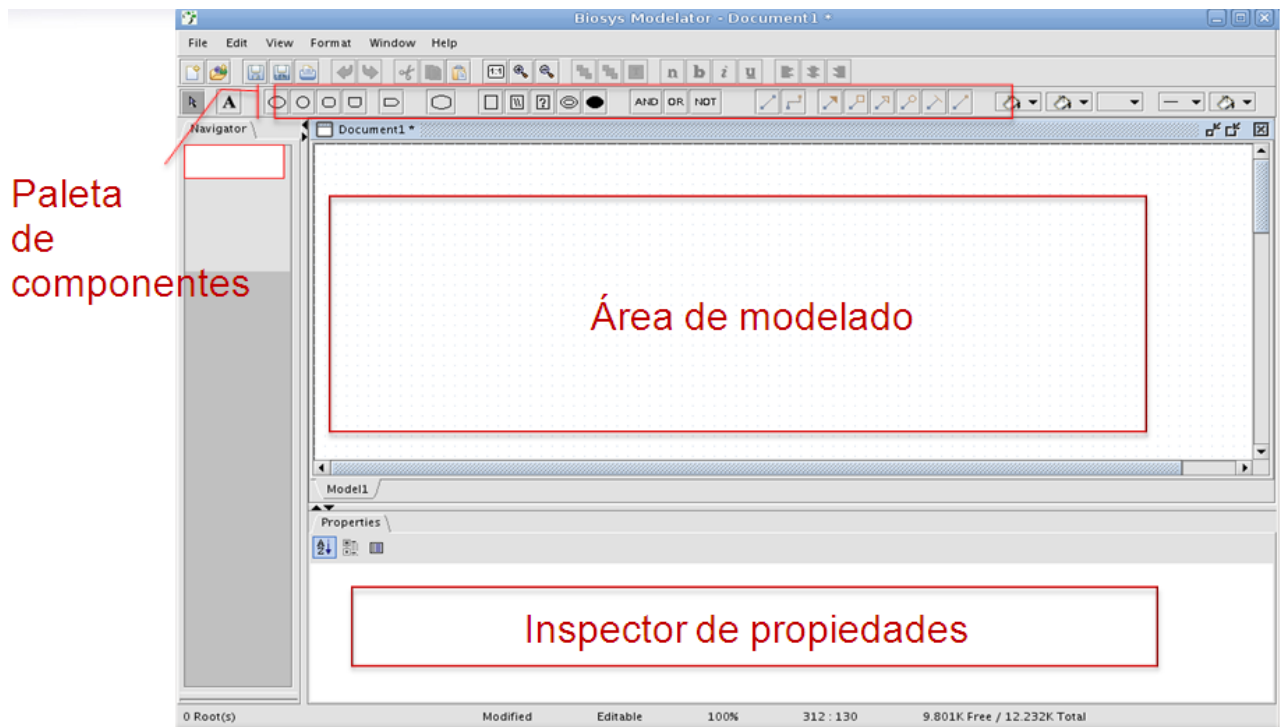 Biosys Modelator - Document1 *
File Edit View Format Window Help
1:1 n b i u
A ? AND OR NOT
Navigator
Document1 *
Paleta
de
componentes
Área de modelado
Model1
Properties
Inspector de propiedades
0 Root(s) Modified Editable 100% 312 : 130 9.801K Free / 12.232K Total